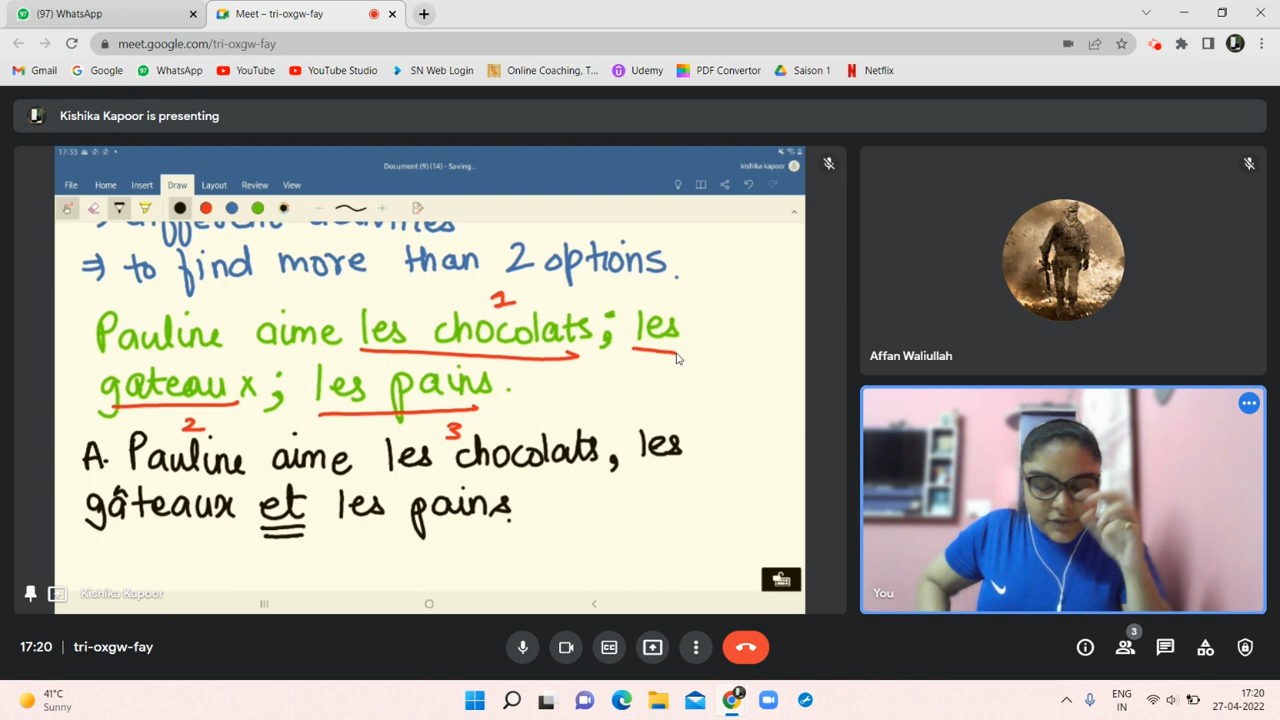 (97) WhatsApp
Meet – tri-oxgw-fay
meet.google.com/tri-oxgw-fay
Gmail Google WhatsApp YouTube YouTube Studio SN Web Login Online Coaching, T... Udemy PDF Convertor Saison 1 Netflix
Kishika Kapoor is presenting
17:33
Document (9) (14) - Saving...
kishika kapoor
File Home Insert Draw Layout Review View
different activities
⇒ to find more than 2 options.
1
Pauline aime les chocolats; les
gateaux; les pains.
2 3
A. Pauline aime les chocolats, les
gâteaux et les pains.
Kishika Kapoor
Affan Waliullah
You
17:20 | tri-oxgw-fay
3
41°C
Sunny
ENG
IN
17:20
27-04-2022